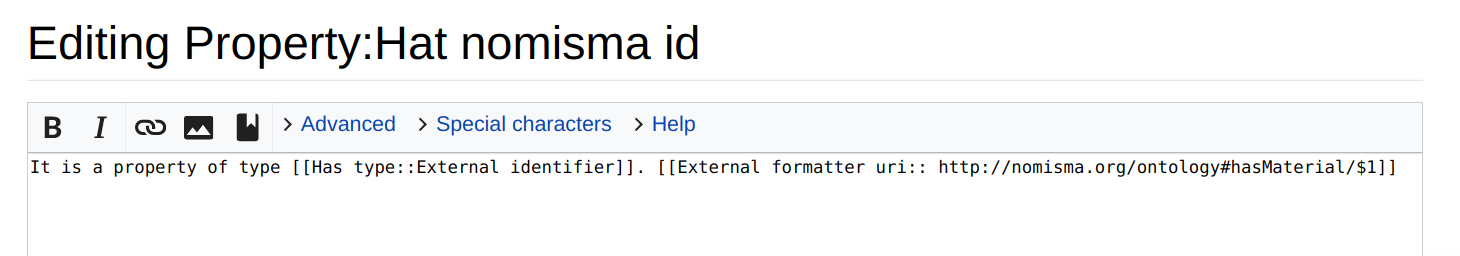 Editing Property:Hat nomisma id
B I Advanced Special characters Help
It is a property of type [[Has type::External identifier]]. [[External formatter uri:: http://nomisma.org/ontology#hasMaterial/$1]]